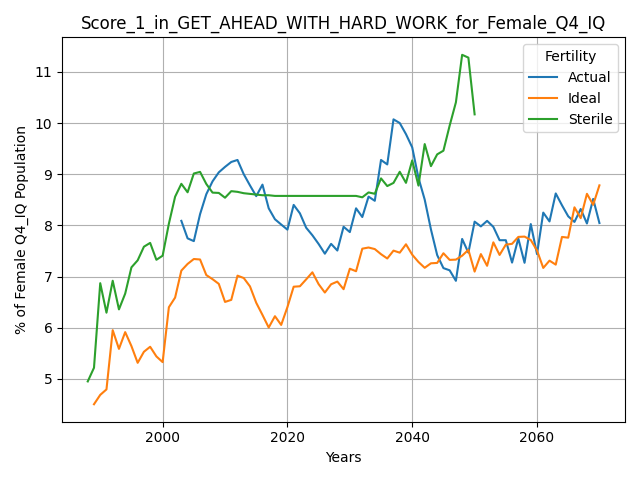 Score_1_in_GET_AHEAD_WITH_HARD_WORK_for_Female_Q4_IQ
% of Female Q4_IQ Population
11
10
9
8
7
6
5
Fertility
Actual
Ideal
Sterile
2000 2020 2040 2060
Years